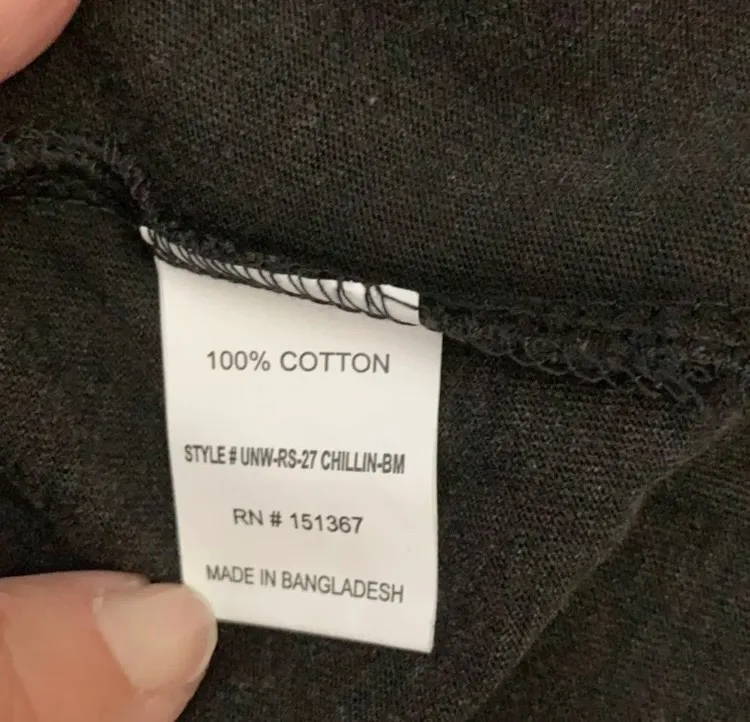 100% COTTON
STYLE # UNW-RS-27 CHILLIN-BM
RN # 151367
MADE IN BANGLADESH